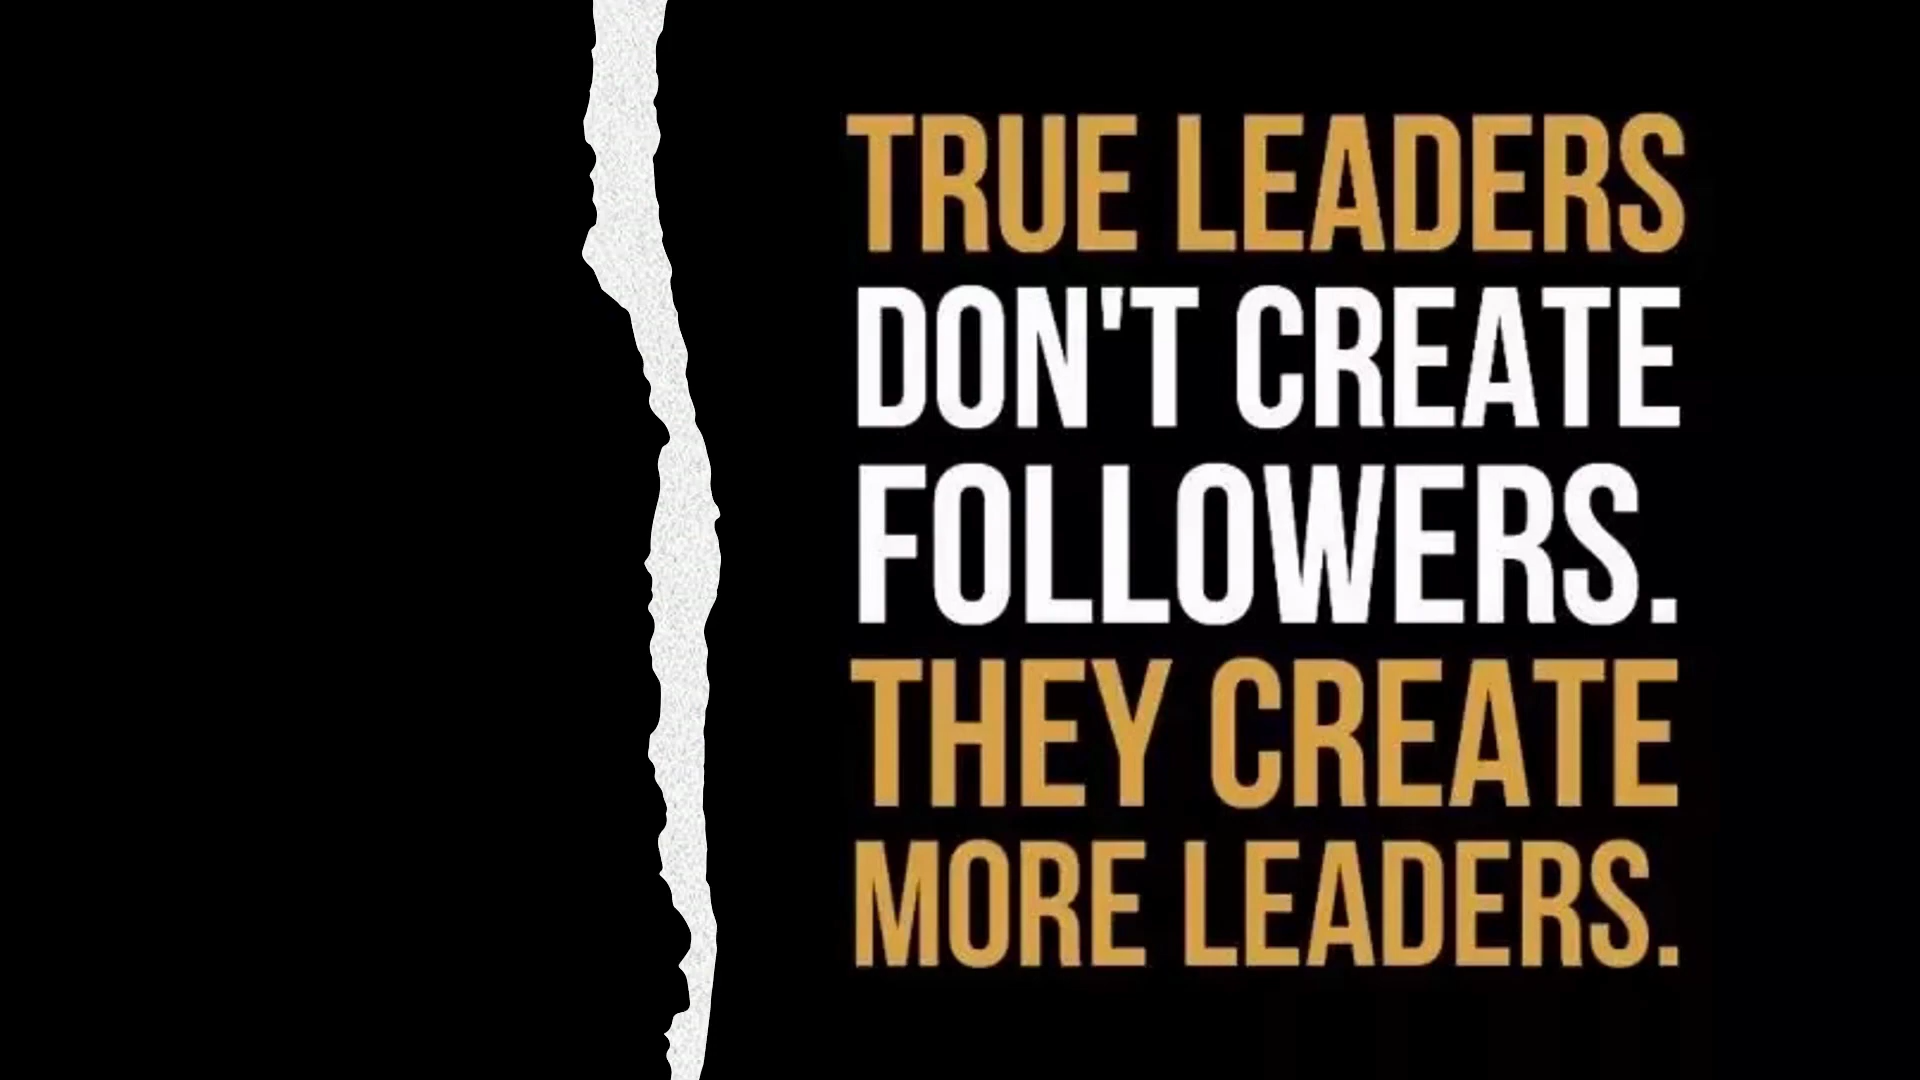 TRUE LEADERS
DON'T CREATE
FOLLOWERS.
THEY CREATE
MORE LEADERS.